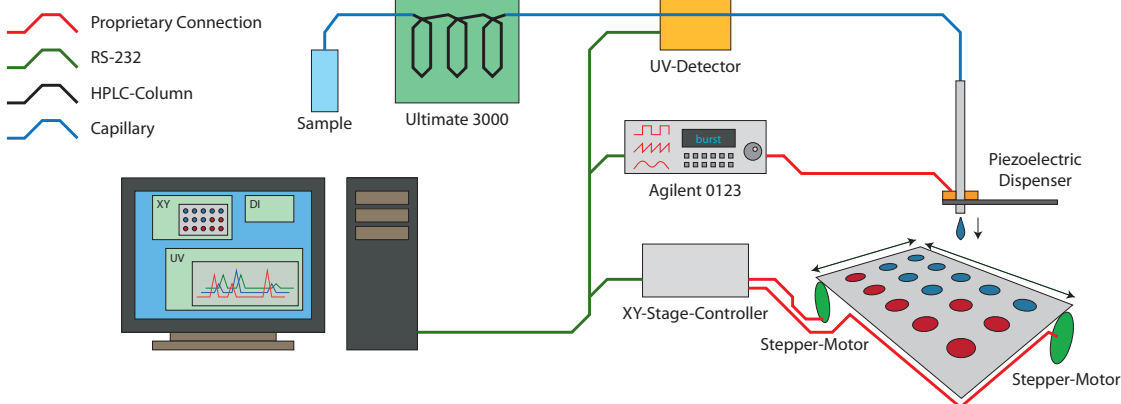 Proprietary Connection
RS-232
HPLC-Column
Capillary
Sample
Ultimate 3000
UV-Detector
burst
Agilent 0123
Piezoelectric
Dispenser
XY
DI
UV
XY-Stage-Controller
Stepper-Motor
Stepper-Motor